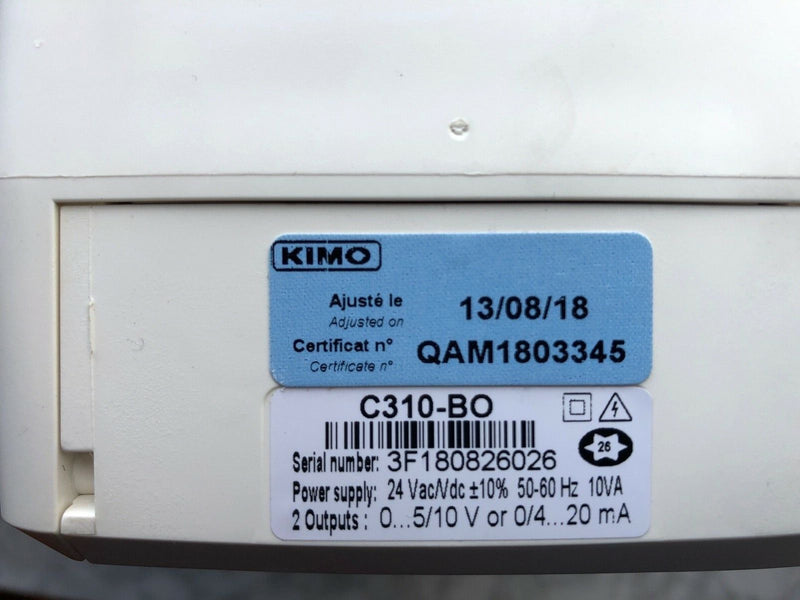 KIMO
Ajusté le 13/08/18
Adjusted on
Certificat n° QAM1803345
Certificate n°
C310-BO
Serial number: 3F180826026
26
Power supply: 24 Vac/Vdc ±10% 50-60 Hz 10VA
2 Outputs : 0...5/10 V or 0/4...20 mA